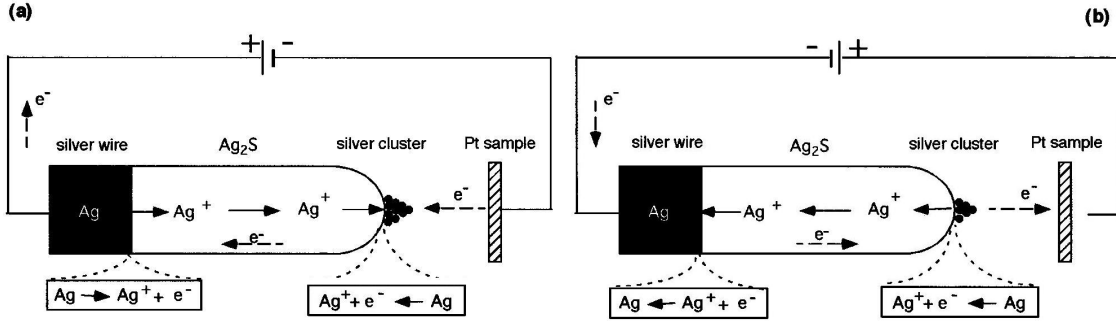 (a)
+ -
e-
silver wire Ag2S silver cluster Pt sample
Ag Ag+ Ag+ e-
e-
Ag → Ag+ + e-
Ag+ + e- ← Ag
(b)
- +
e-
silver wire Ag2S silver cluster Pt sample
Ag Ag+ Ag+ e-
e-
Ag ← Ag+ + e-
Ag+ + e- ← Ag